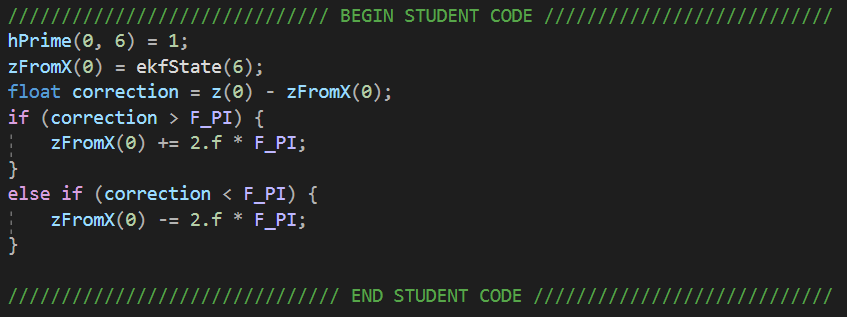 ////////////////////////////// BEGIN STUDENT CODE ///////////////////////////
hPrime(0, 6) = 1;
zFromX(0) = ekfState(6);
float correction = z(0) - zFromX(0);
if (correction > F_PI) {
    zFromX(0) += 2.f * F_PI;
}
else if (correction < F_PI) {
    zFromX(0) -= 2.f * F_PI;
}
/////////////////////////////// END STUDENT CODE ////////////////////////////